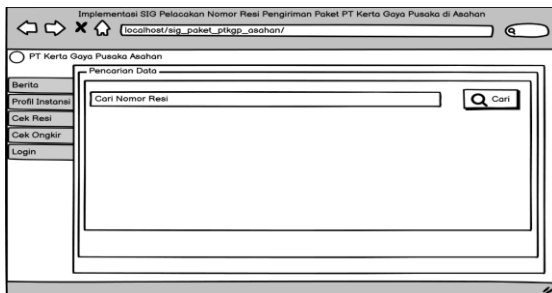 Implementasi SIG Pelacakan Nomor Resi Pengiriman Paket PT Kerta Gaya Pusaka di Asahan
localhost/sig_paket_ptkgp_asahan/
PT Kerta Gaya Pusaka Asahan
Pencarian Data
Berita
Profil Instansi
Cek Resi
Cek Ongkir
Login
Cari Nomor Resi
Cari